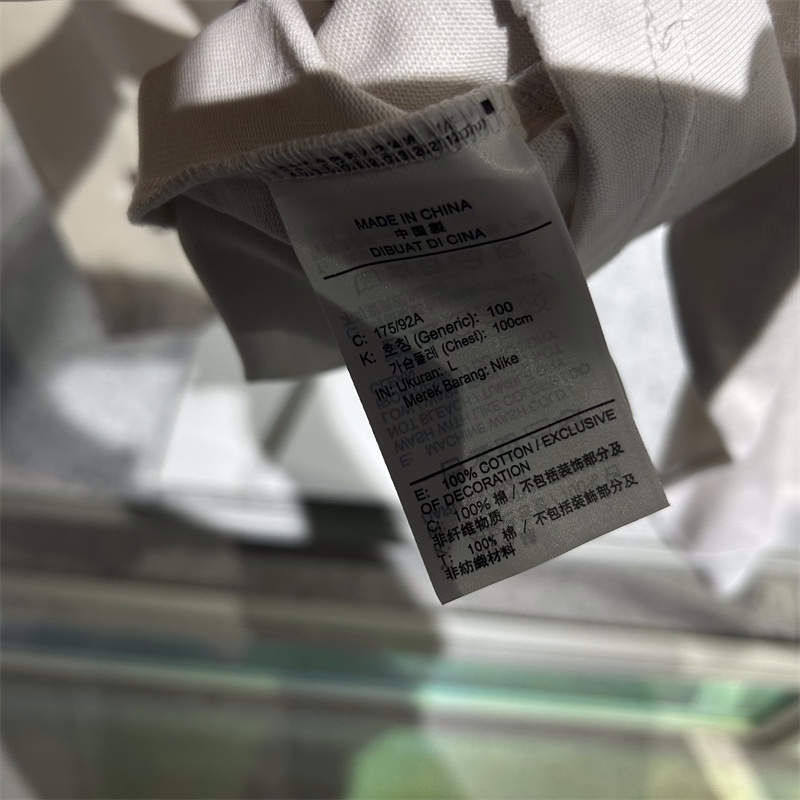 MADE IN CHINA
中国製
DIBUAT DI CINA
C: 175/92A
K: 호칭 (Generic): 100
가슴둘레 (Chest): 100cm
IN: Ukuran: L
Merek Barang: Nike
E: 100% COTTON / EXCLUSIVE
OF DECORATION
C: 100% 棉 / 不包括装饰部分及
非纤维物质
T: 100% 棉 / 不包括裝飾部分及
非紡織材料